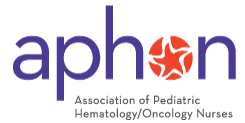 aphon
Association of Pediatric
Hematology/Oncology Nurses